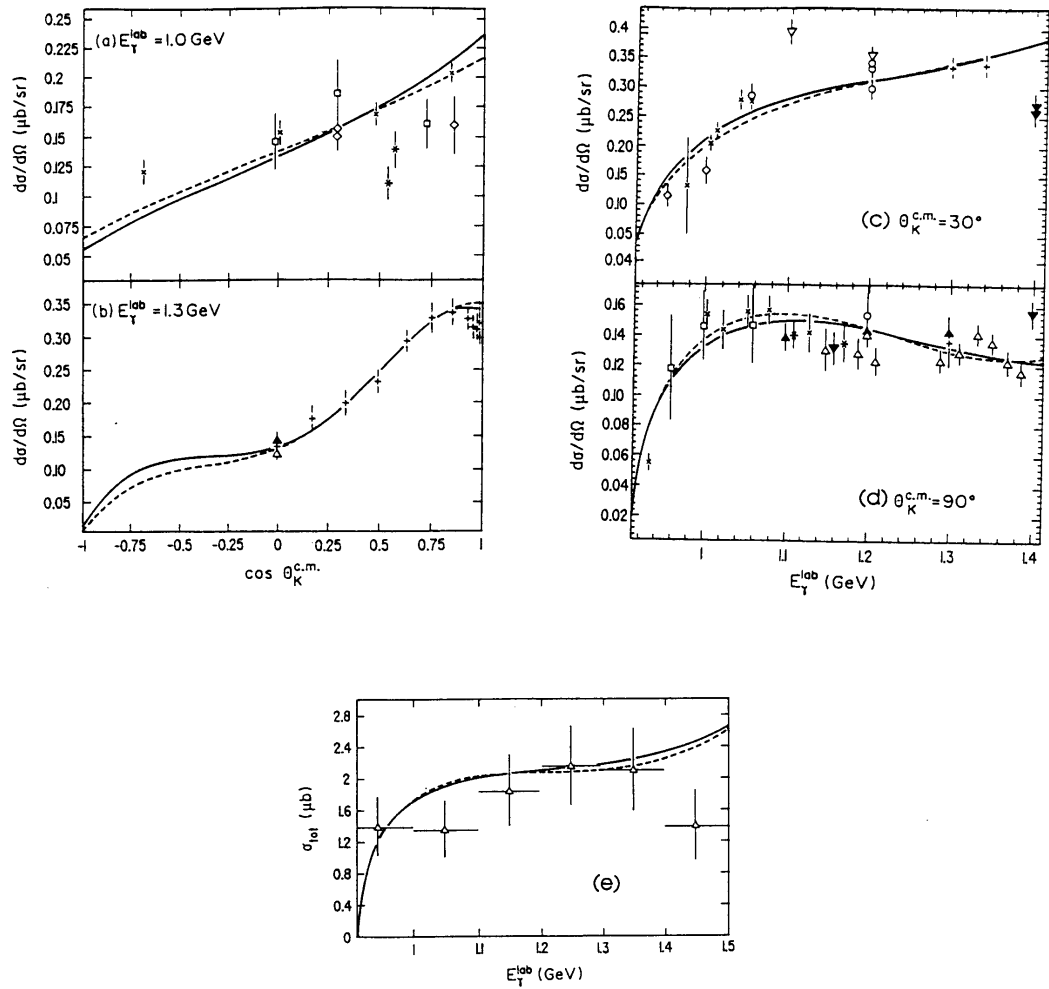 (a) E_γ^lab = 1.0 GeV
dσ/dΩ (μb/sr)
0.25
0.225
0.20
0.175
0.15
0.125
0.1
0.075
0.05
(b) E_γ^lab = 1.3 GeV
dσ/dΩ (μb/sr)
0.35
0.30
0.25
0.20
0.15
0.10
0.05
-1 -0.75 -0.5 -0.25 0 0.25 0.5 0.75 1
cos θ_K^c.m.
dσ/dΩ (μb/sr)
0.4
0.35
0.30
0.25
0.20
0.15
0.10
0.05
0.04
(c) θ_K^c.m. = 30°
dσ/dΩ (μb/sr)
0.16
0.14
0.12
0.10
0.08
0.06
0.04
0.02
(d) θ_K^c.m. = 90°
1 1.1 1.2 1.3 1.4
E_γ^lab (GeV)
σ_tot (μb)
2.8
2.4
2
1.6
1.2
0.8
0.4
0
(e)
1 1.1 1.2 1.3 1.4 1.5
E_γ^lab (GeV)